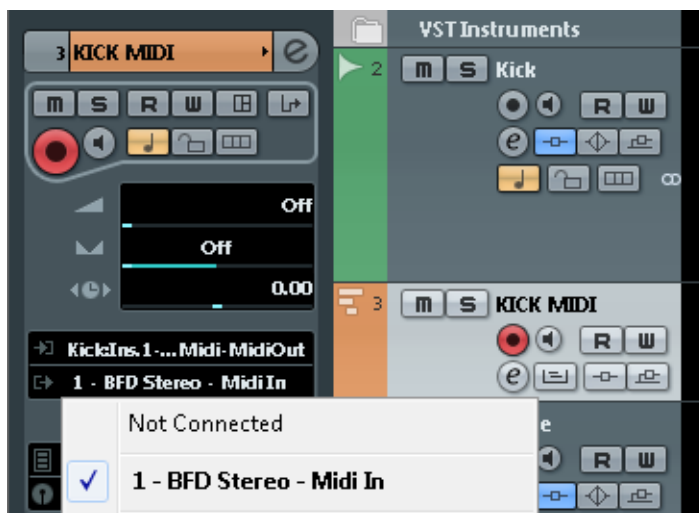 VST Instruments
3 KICK MIDI
e
2 m S Kick
m S R W
R W
e
Off
Off
0.00
3 m S KICK MIDI
R W
e
Kick:Ins. 1-... Midi-MidiOut
1 - BFD Stereo - Midi In
Not Connected
e
R W
1 - BFD Stereo - Midi In